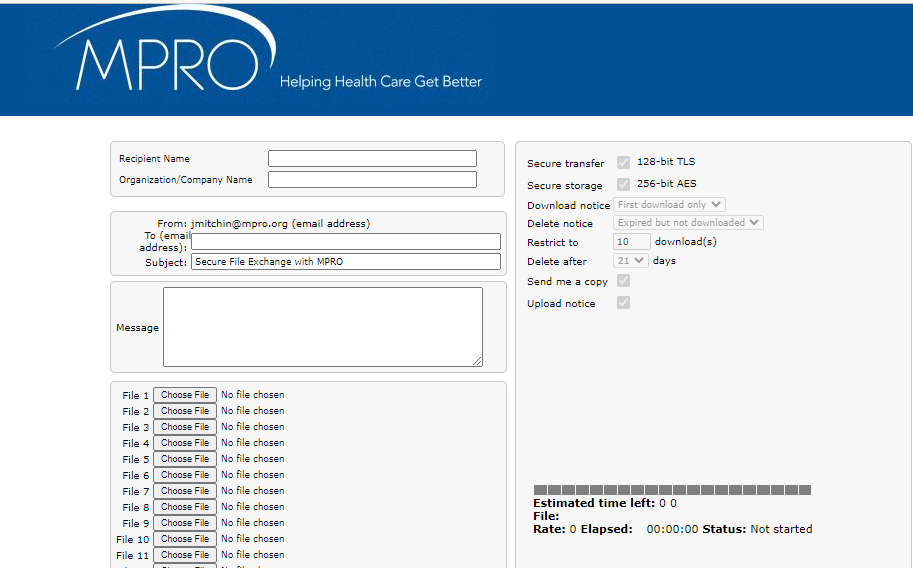 MPRO
Helping Health Care Get Better
Recipient Name
Organization/Company Name
From: jmitchin@mpro.org (email address)
To (email
address):
Subject: Secure File Exchange with MPRO
Message
File 1 Choose File No file chosen
File 2 Choose File No file chosen
File 3 Choose File No file chosen
File 4 Choose File No file chosen
File 5 Choose File No file chosen
File 6 Choose File No file chosen
File 7 Choose File No file chosen
File 8 Choose File No file chosen
File 9 Choose File No file chosen
File 10 Choose File No file chosen
File 11 Choose File No file chosen
Secure transfer 128-bit TLS
Secure storage 256-bit AES
Download notice First download only
Delete notice Expired but not downloaded
Restrict to 10 download(s)
Delete after 21 days
Send me a copy
Upload notice
Estimated time left: 0 0
File:
Rate: 0 Elapsed: 00:00:00 Status: Not started